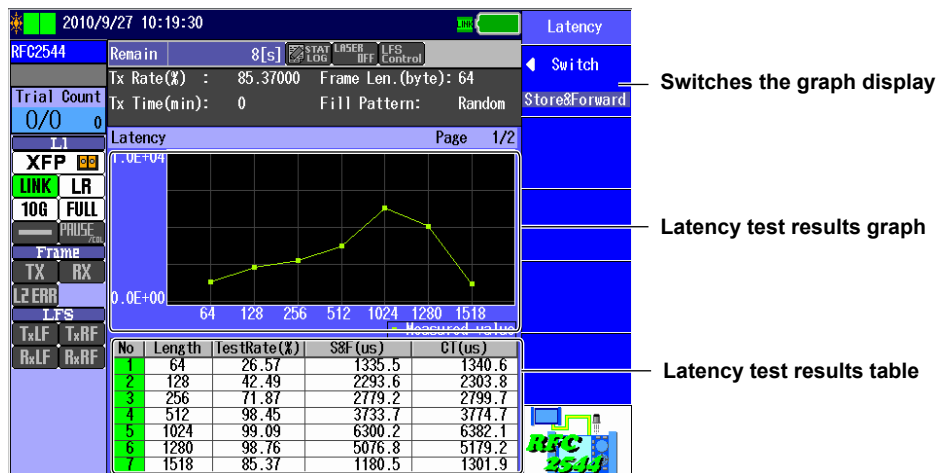 2010/9/27 10:19:30 LINK Latency
RFC2544 Remain 8[s] STAT LOG LASER OFF LFS Control
Switch
Switches the graph display
Tx Rate(%) : 85.37000 Frame Len.(byte): 64
Store&Forward
Trial Count Tx Time(min): 0 Fill Pattern: Random
0/0 0
Latency Page 1/2
L1
1.0E+04
XFP
LINK LR
10G FULL
Latency test results graph
PAUSE /COL
Frame
TX RX
L2 ERR
0.0E+00
64 128 256 512 1024 1280 1518
LFS
Measured value
TxLF TxRF
RxLF RxRF
No Length TestRate(%) S&F(us) CT(us)
1 64 26.57 1335.5 1340.6
Latency test results table
2 128 42.49 2293.6 2303.8
3 256 71.87 2779.2 2799.7
4 512 98.45 3733.7 3774.7
5 1024 99.09 6300.2 6382.1
6 1280 98.76 5076.8 5179.2
7 1518 85.37 1180.5 1301.9
RFC
2544